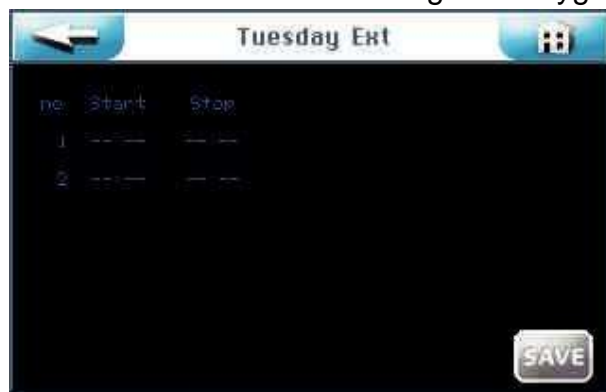 Tuesday Ext
no Start Stop
1 --:-- --:--
2 --:-- --:--
SAVE